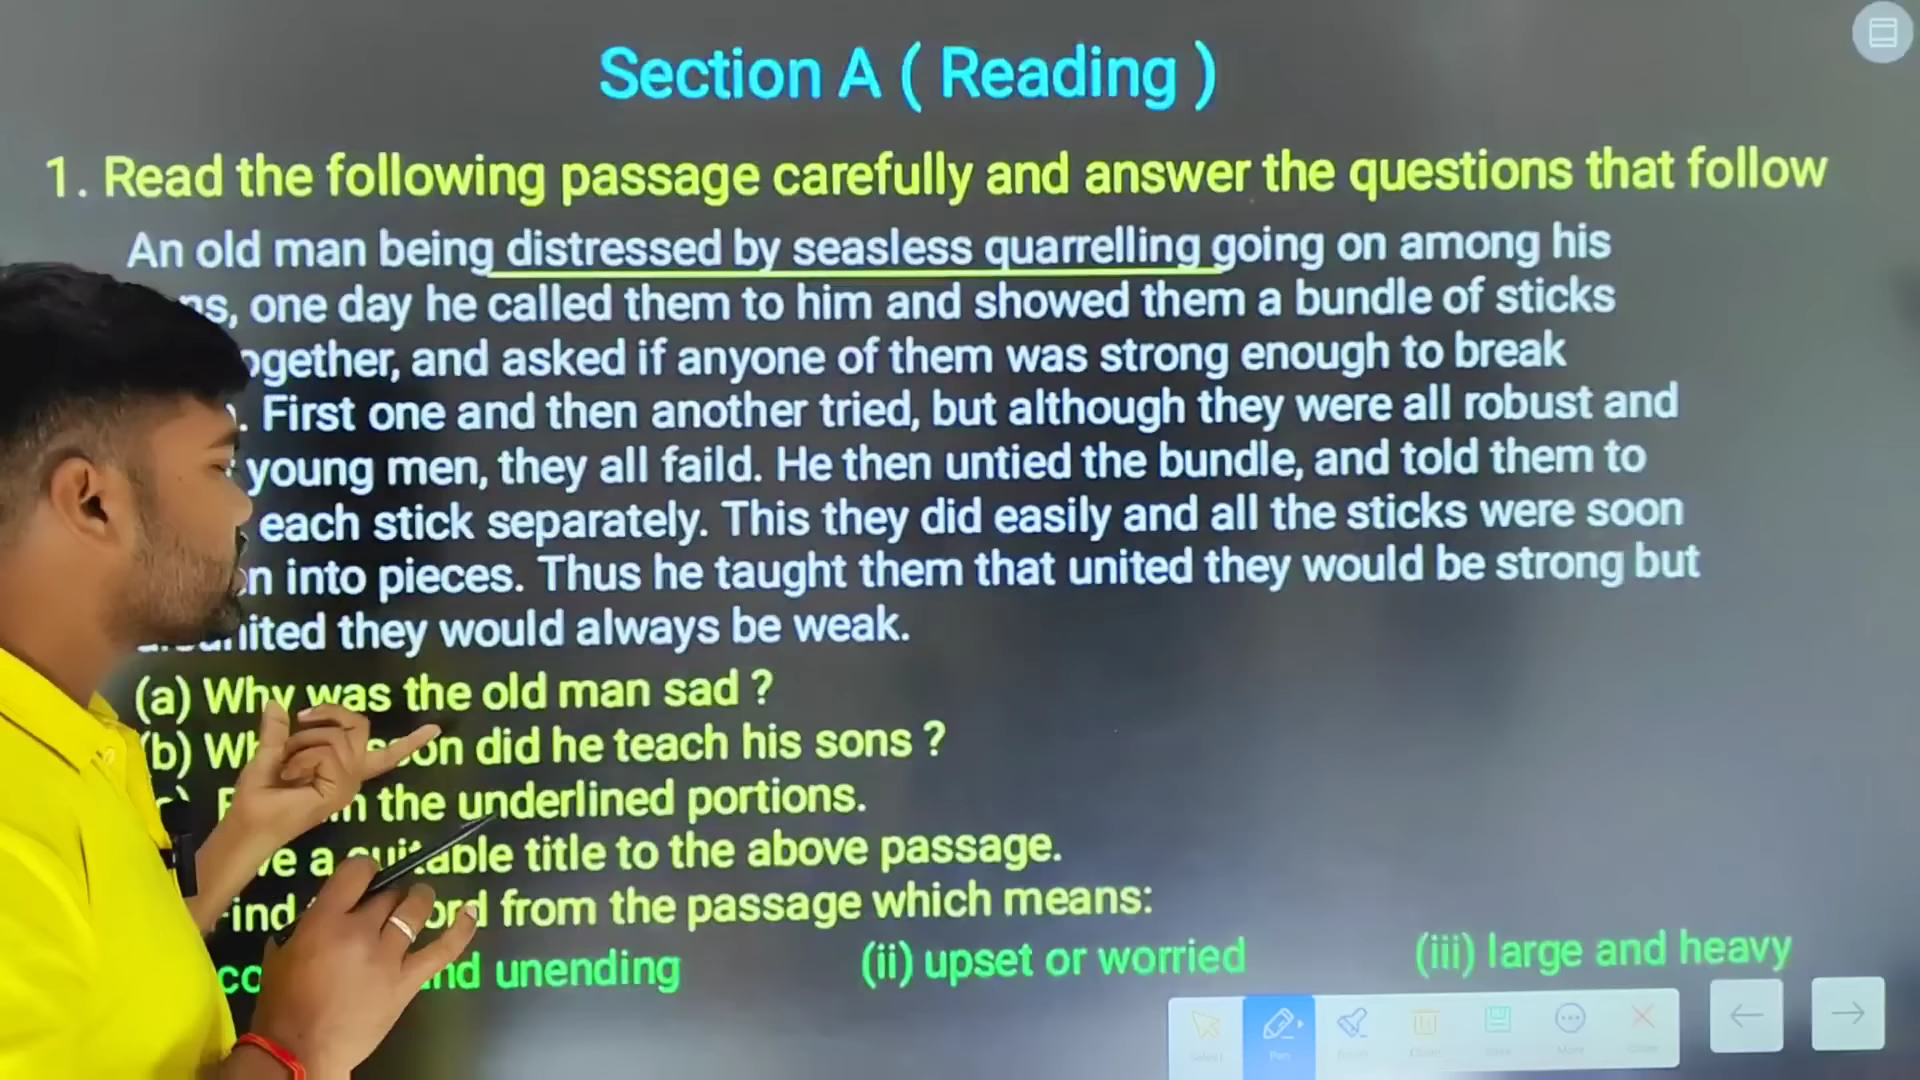 Section A ( Reading )
1. Read the following passage carefully and answer the questions that follow
An old man being distressed by seasless quarrelling going on among his
one day he called them to him and showed them a bundle of sticks
and asked if anyone of them was strong enough to break
First one and then another tried, but although they were all robust and
young men, they all faild. He then untied the bundle, and told them to
each stick separately. This they did easily and all the sticks were soon
into pieces. Thus he taught them that united they would be strong but
they would always be weak.
(a) Why was the old man sad ?
(b) did he teach his sons ?
the underlined portions.
a suitable title to the above passage.
from the passage which means:
unending (ii) upset or worried (iii) large and heavy
Select Pen More